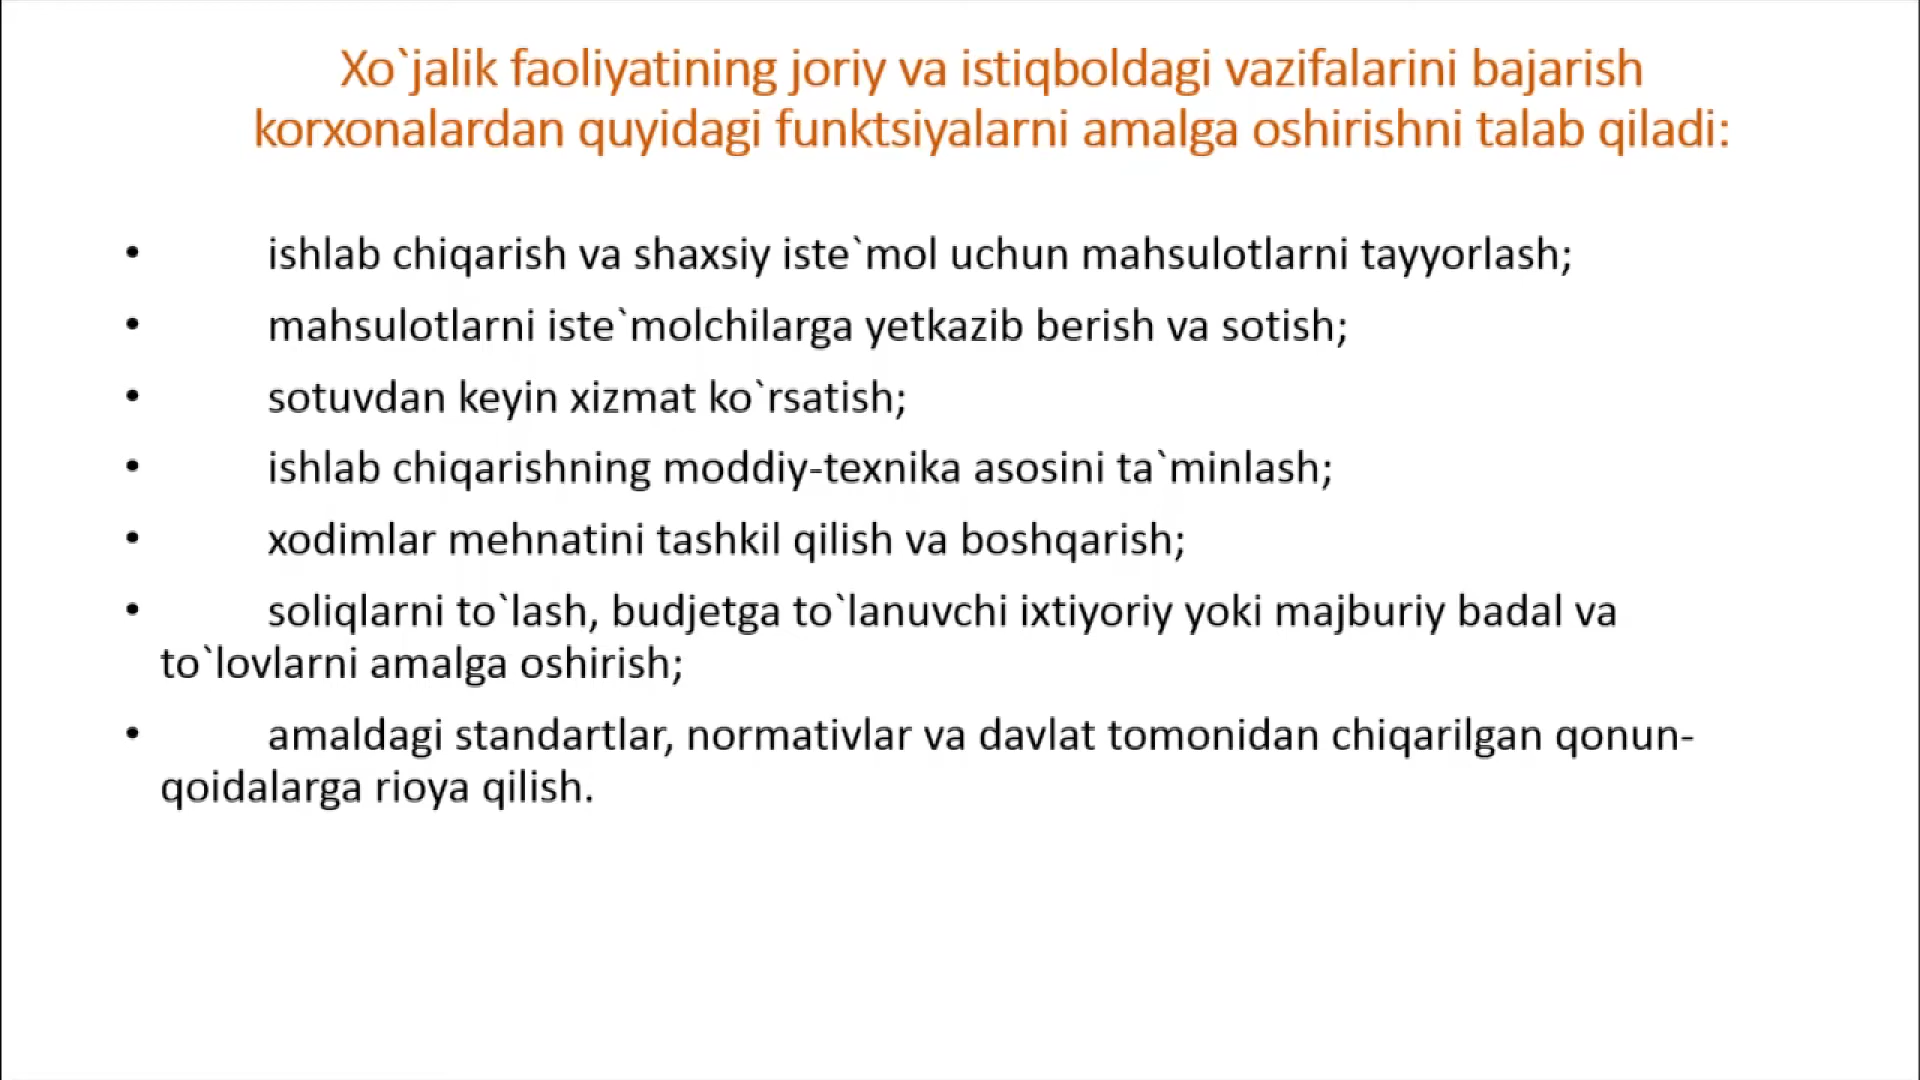 Xo`jalik faoliyatining joriy va istiqboldagi vazifalarini bajarish
korxonalardan quyidagi funktsiyalarni amalga oshirishni talab qiladi:
• ishlab chiqarish va shaxsiy iste`mol uchun mahsulotlarni tayyorlash;
• mahsulotlarni iste`molchilarga yetkazib berish va sotish;
• sotuvdan keyin xizmat ko`rsatish;
• ishlab chiqarishning moddiy-texnika asosini ta`minlash;
• xodimlar mehnatini tashkil qilish va boshqarish;
• soliqlarni to`lash, budjetga to`lanuvchi ixtiyoriy yoki majburiy badal va
to`lovlarni amalga oshirish;
• amaldagi standartlar, normativlar va davlat tomonidan chiqarilgan qonun-
qoidalarga rioya qilish.